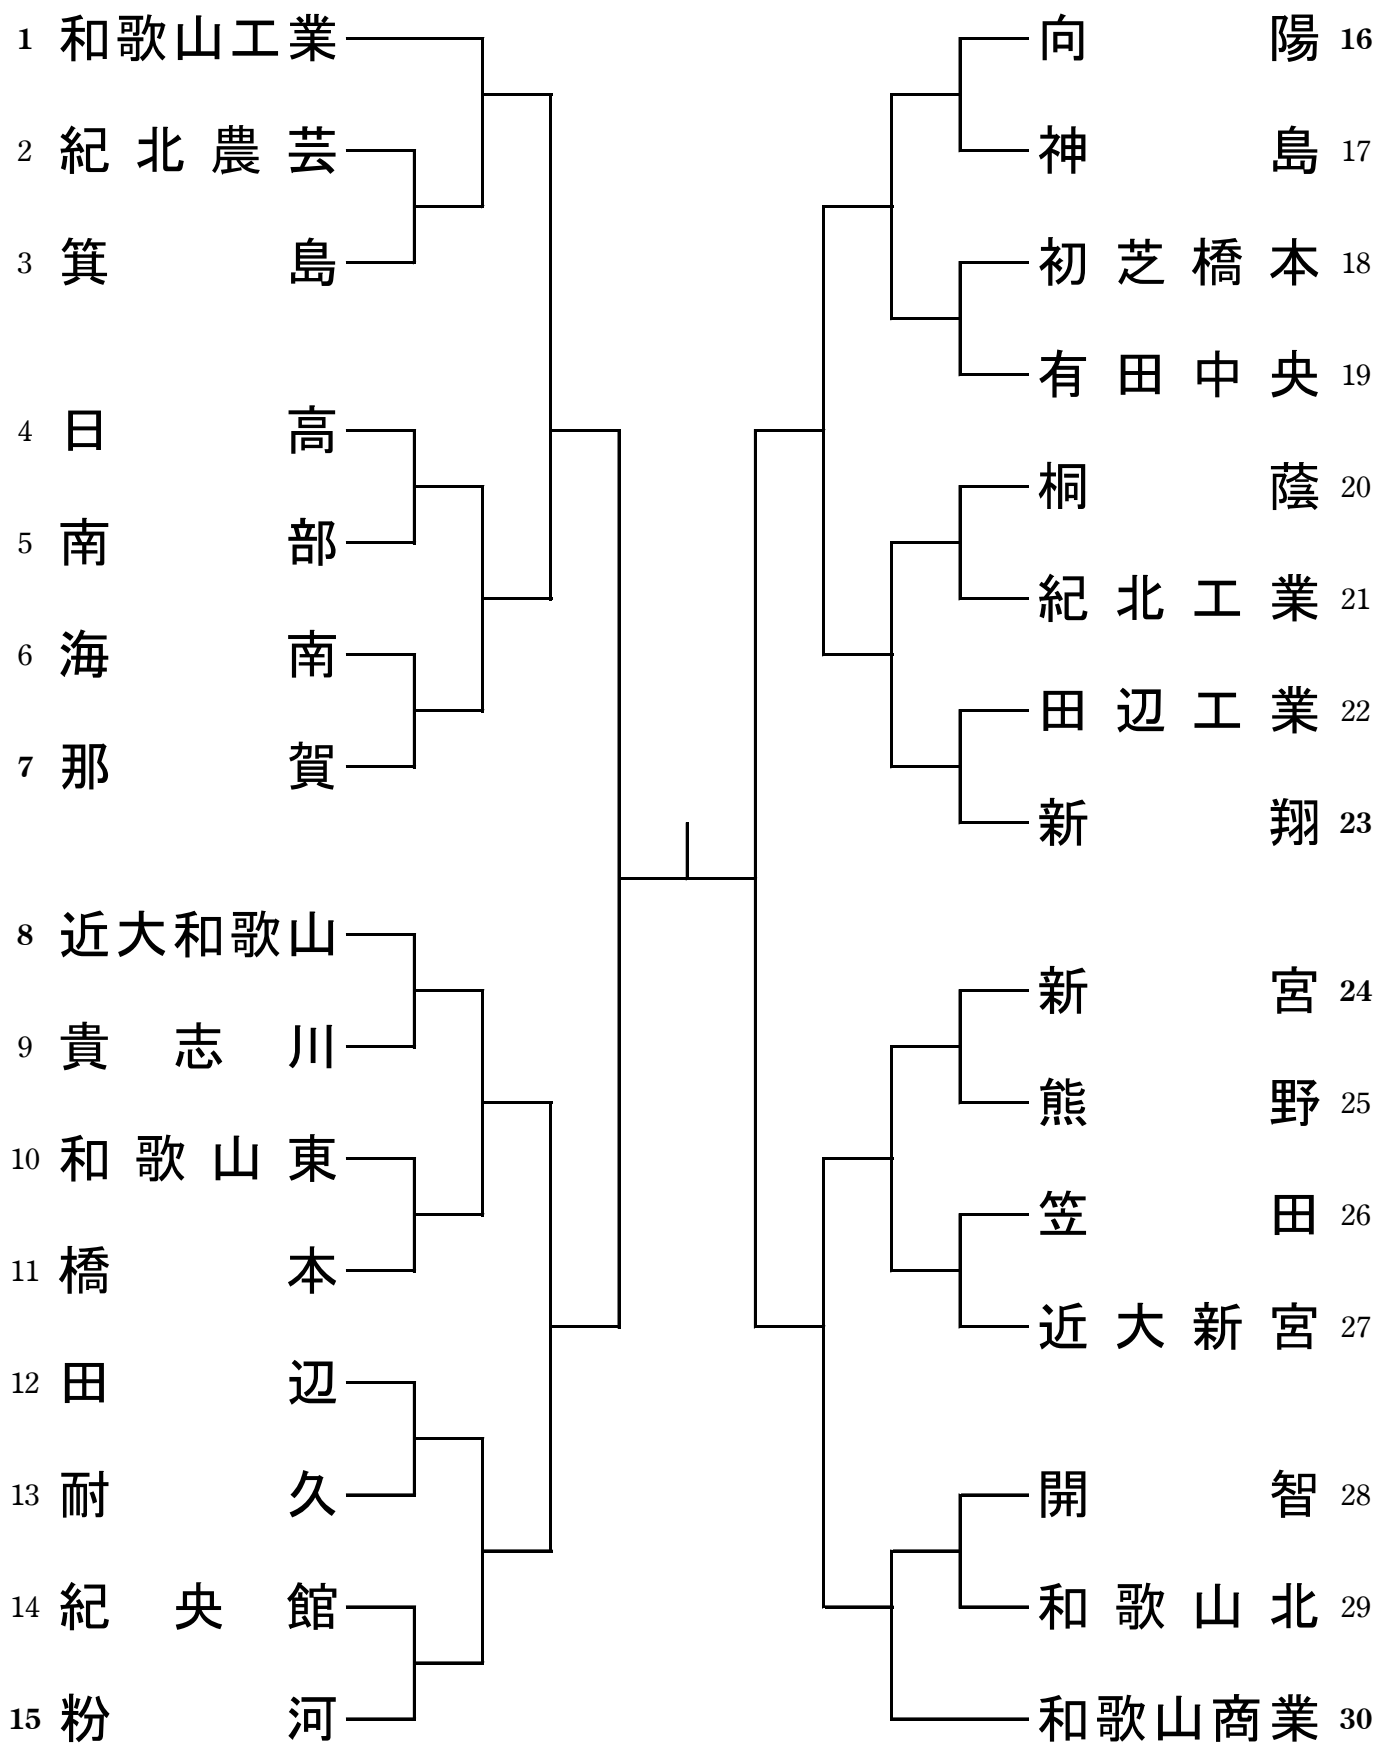 1 和歌山工業
2 紀北農芸
3 箕島
4 日高
5 南部
6 海南
7 那賀
8 近大和歌山
9 貴志川
10 和歌山東
11 橋本
12 田辺
13 耐久
14 紀央館
15 粉河
向陽 16
神島 17
初芝橋本 18
有田中央 19
桐蔭 20
紀北工業 21
田辺工業 22
新翔 23
新宮 24
熊野 25
笠田 26
近大新宮 27
開智 28
和歌山北 29
和歌山商業 30